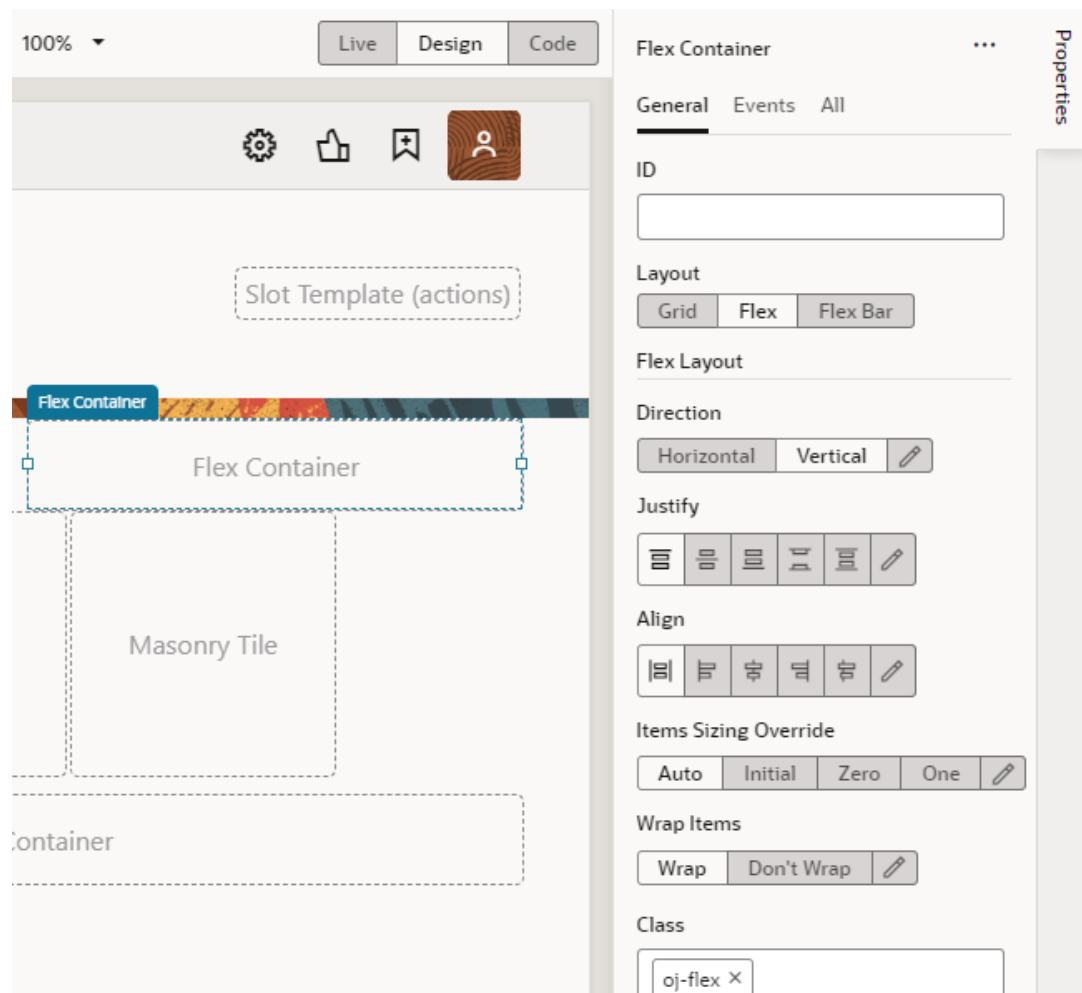 100%
Live Design Code
Slot Template (actions)
Flex Container
Flex Container
Masonry Tile
Container
Flex Container
...
Properties
General Events All
ID
Layout
Grid Flex Flex Bar
Flex Layout
Direction
Horizontal Vertical
Justify
Align
Items Sizing Override
Auto Initial Zero One
Wrap Items
Wrap Don't Wrap
Class
oj-flex ×